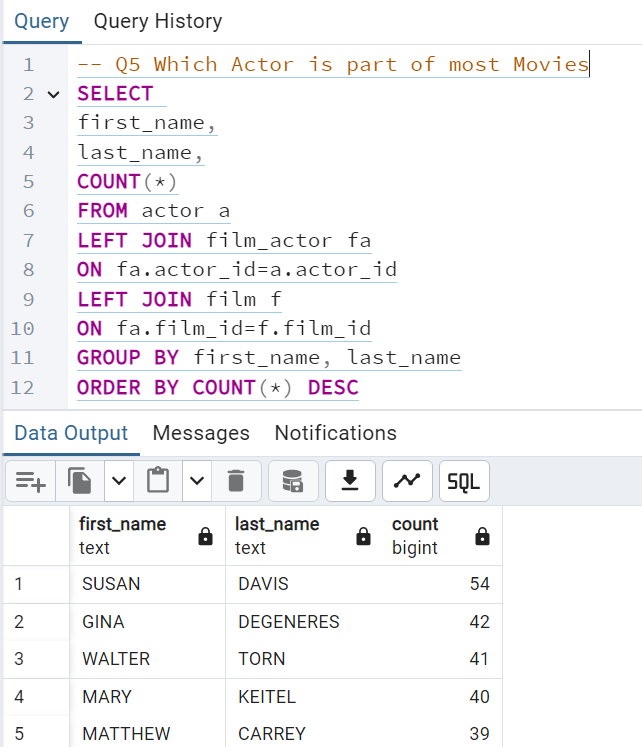 Query Query History
1 -- Q5 Which Actor is part of most Movies
2 SELECT
3 first_name,
4 last_name,
5 COUNT(*)
6 FROM actor a
7 LEFT JOIN film_actor fa
8 ON fa.actor_id=a.actor_id
9 LEFT JOIN film f
10 ON fa.film_id=f.film_id
11 GROUP BY first_name, last_name
12 ORDER BY COUNT(*) DESC
Data Output Messages Notifications
SQL
first_name last_name count
text text bigint
1 SUSAN DAVIS 54
2 GINA DEGENERES 42
3 WALTER TORN 41
4 MARY KEITEL 40
5 MATTHEW CARREY 39